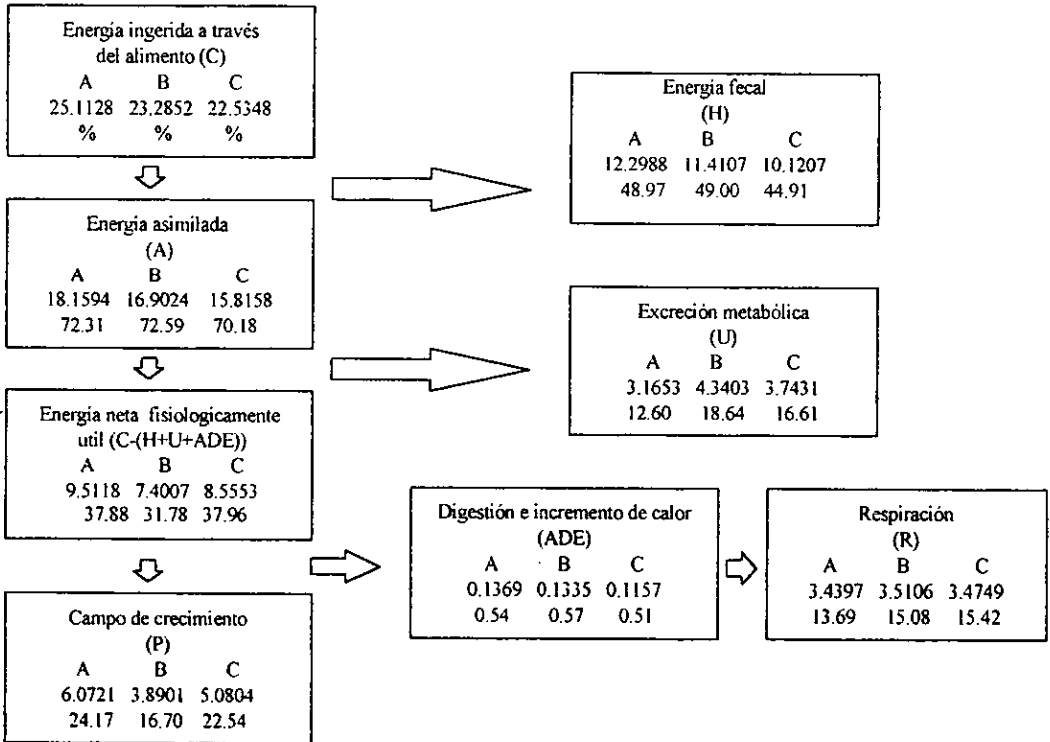 Energía ingerida a través
del alimento (C)
A B C
25.1128 23.2852 22.5348
% % %
Energía fecal
(H)
A B C
12.2988 11.4107 10.1207
48.97 49.00 44.91
Energía asimilada
(A)
A B C
18.1594 16.9024 15.8158
72.31 72.59 70.18
Excreción metabólica
(U)
A B C
3.1653 4.3403 3.7431
12.60 18.64 16.61
Energía neta fisiologicamente
util (C-(H+U+ADE))
A B C
9.5118 7.4007 8.5553
37.88 31.78 37.96
Digestión e incremento de calor
(ADE)
A B C
0.1369 0.1335 0.1157
0.54 0.57 0.51
Respiración
(R)
A B C
3.4397 3.5106 3.4749
13.69 15.08 15.42
Campo de crecimiento
(P)
A B C
6.0721 3.8901 5.0804
24.17 16.70 22.54